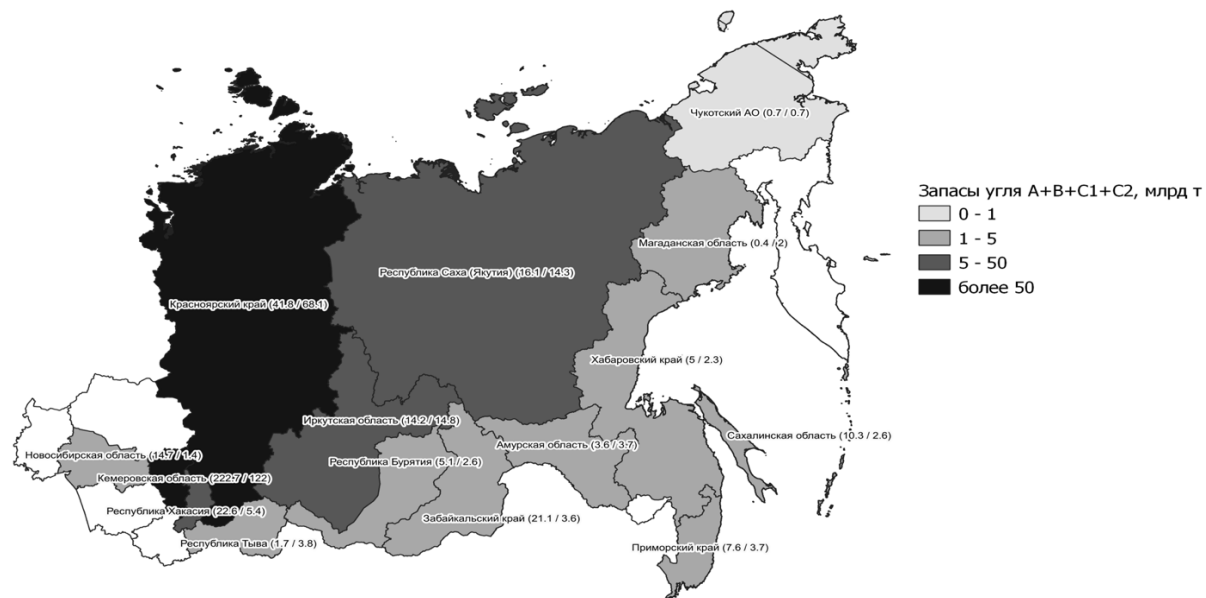 Чукотский АО (0.7 / 0.7)
Запасы угля A+B+C1+C2, млрд т
0 - 1
1 - 5
5 - 50
более 50
Магаданская область (0.4 / 2)
Республика Саха (Якутия) (16.1 / 14.3)
Красноярский край (41.8 / 68.1)
Хабаровский край (5 / 2.3)
Иркутская область (14.2 / 14.8)
Сахалинская область (10.3 / 2.6)
Амурская область (3.6 / 3.7)
Новосибирская область (14.7 / 1.4)
Республика Бурятия (5.1 / 2.6)
Кемеровская область (222.7 / 122)
Республика Хакасия (22.6 / 5.4)
Забайкальский край (21.1 / 3.6)
Республика Тыва (1.7 / 3.8)
Приморский край (7.6 / 3.7)